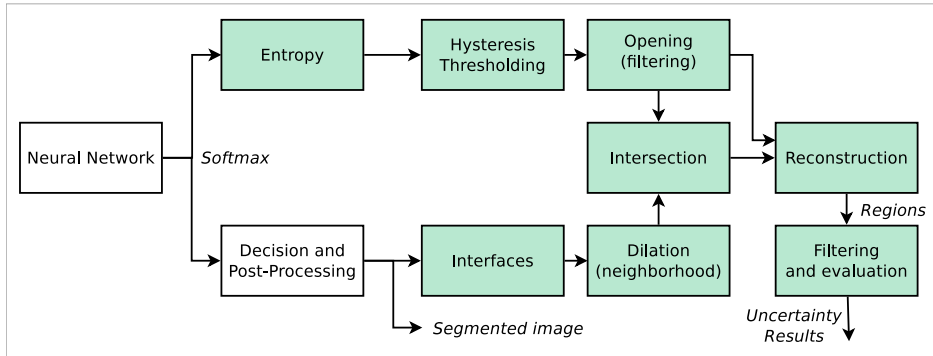 Entropy
Hysteresis
Thresholding
Opening
(filtering)
Neural Network
Softmax
Intersection
Reconstruction
Regions
Decision and
Post-Processing
Interfaces
Dilation
(neighborhood)
Filtering
and evaluation
Segmented image
Uncertainty
Results